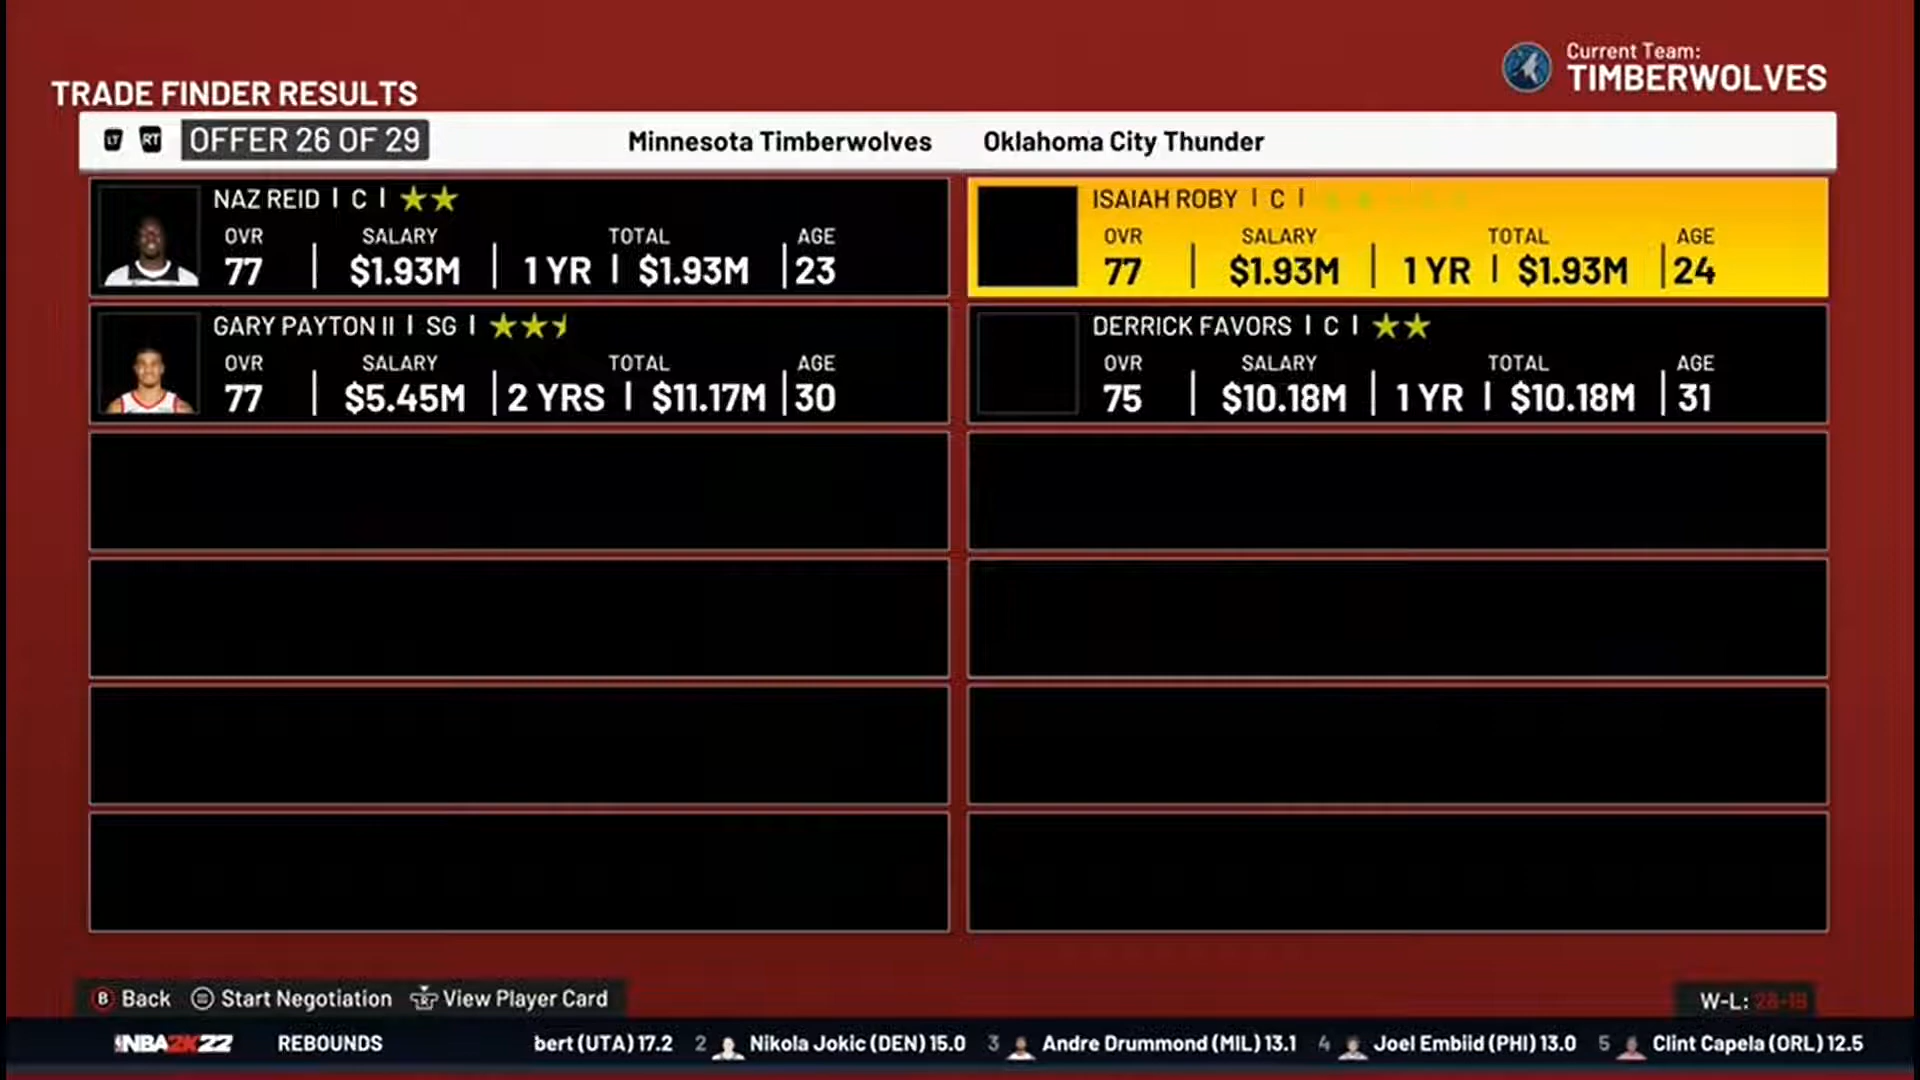 Current Team:
TIMBERWOLVES
TRADE FINDER RESULTS
LT RT OFFER 26 OF 29 Minnesota Timberwolves Oklahoma City Thunder
NAZ REID | C |
OVR SALARY TOTAL AGE
77 | $1.93M | 1 YR | $1.93M | 23
ISAIAH ROBY | C |
OVR SALARY TOTAL AGE
77 | $1.93M | 1 YR | $1.93M | 24
GARY PAYTON II | SG |
OVR SALARY TOTAL AGE
77 | $5.45M | 2 YRS | $11.17M | 30
DERRICK FAVORS | C |
OVR SALARY TOTAL AGE
75 | $10.18M | 1 YR | $10.18M | 31
B Back Start Negotiation R View Player Card
W-L:
NBA2K22 REBOUNDS bert (UTA) 17.2 2 Nikola Jokic (DEN) 15.0 3 Andre Drummond (MIL) 13.1 4 Joel Embiid (PHI) 13.0 5 Clint Capela (ORL) 12.5